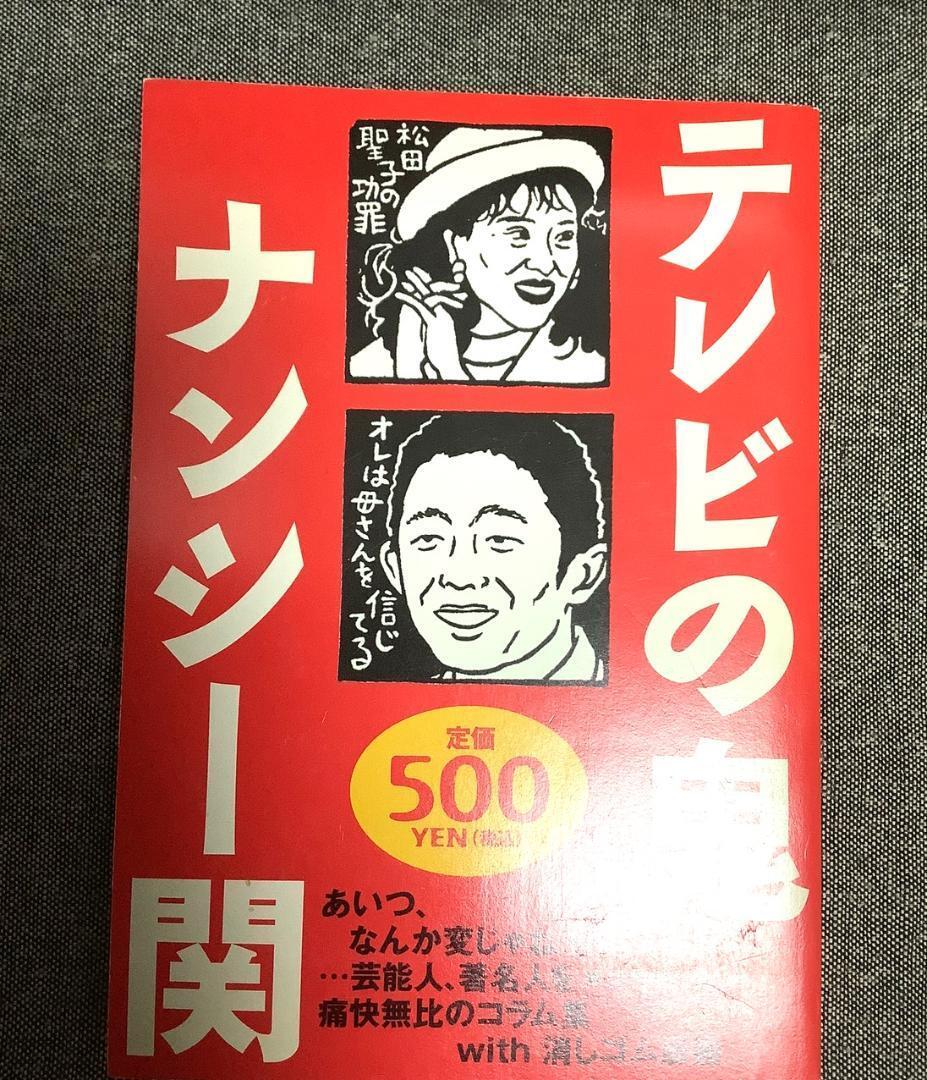 テレビの鬼
ナンシー関
松田
聖子の
功罪
オレは母さんを信じ
てる
定価
500
YEN(税込)
あいつ、
なんか変じゃ
…芸能人、著名人
痛快無比のコラム集
with 消しゴム